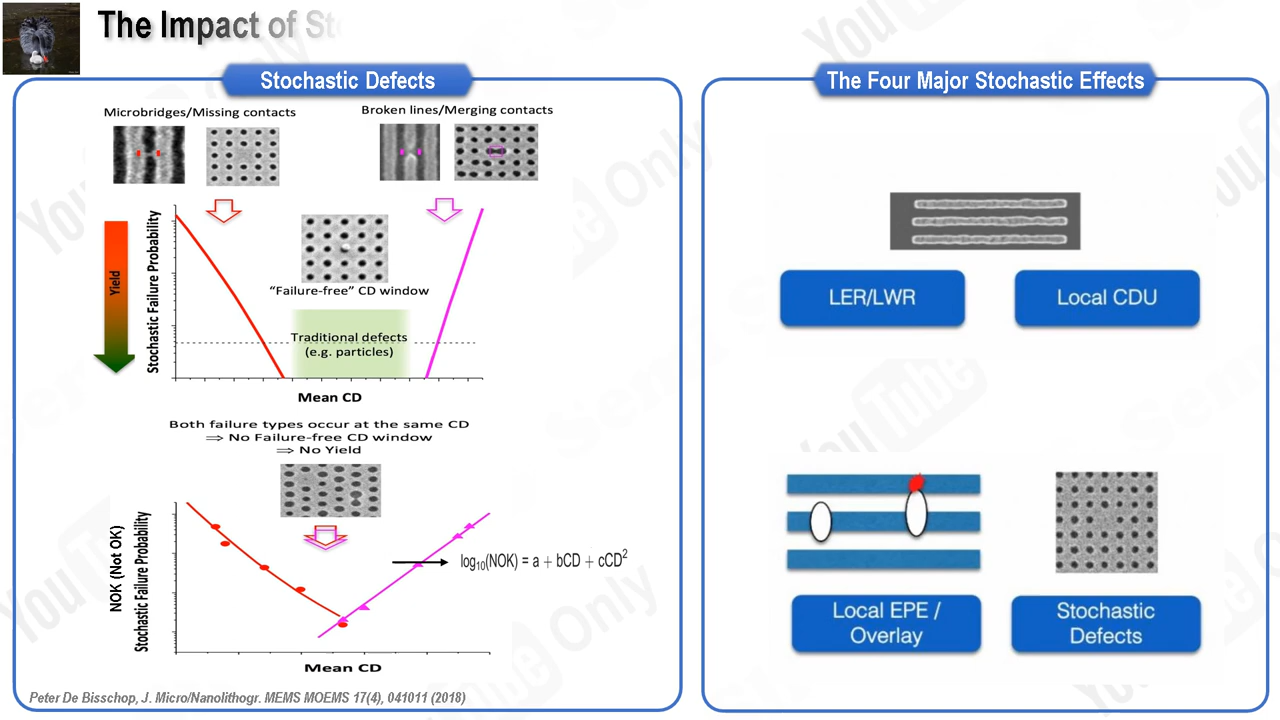 The Impact of St
Stochastic Defects
Microbridges/Missing contacts
Broken lines/Merging contacts
Yield
Stochastic Failure Probability
"Failure-free" CD window
Traditional defects
(e.g. particles)
Mean CD
Both failure types occur at the same CD
⇒ No Failure-free CD window
⇒ No Yield
NOK (Not OK)
Stochastic Failure Probability
log₁₀(NOK) = a + bCD + cCD²
Mean CD
Peter De Bisschop, J. Micro/Nanolithogr. MEMS MOEMS 17(4), 041011 (2018)
The Four Major Stochastic Effects
LER/LWR
Local CDU
Local EPE /
Overlay
Stochastic
Defects
YouTube
Only